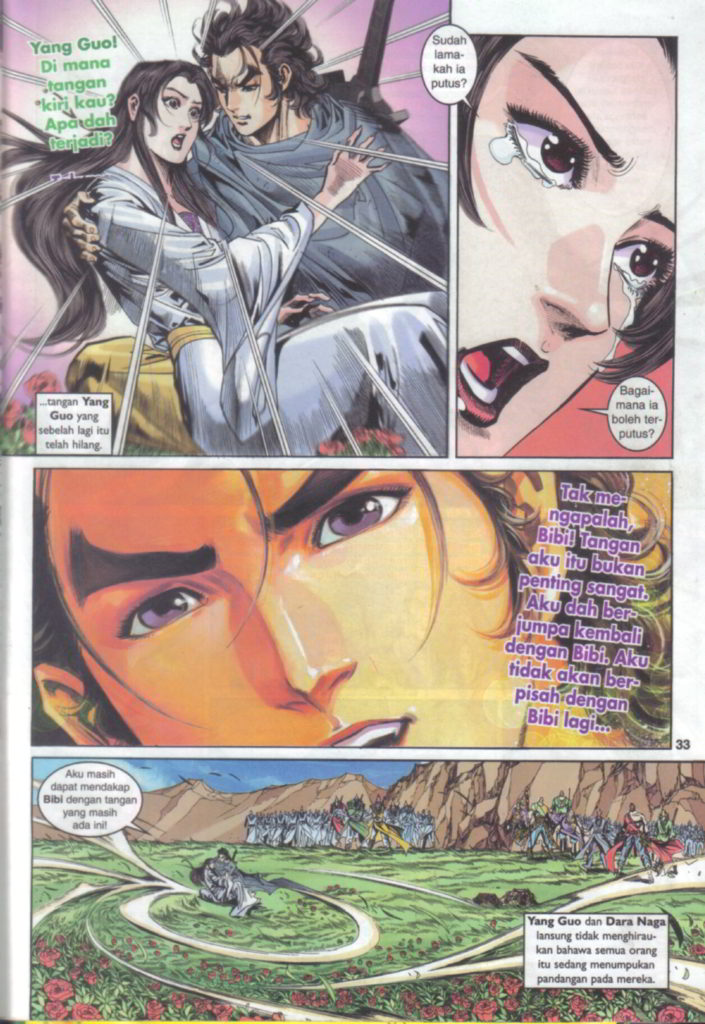 Yang Guo!
Di mana
tangan
kiri kau?
Apa dah
terjadi?
Sudah
lama-
kah ia
putus?
...tangan Yang
Guo yang
sebelah lagi itu
telah hilang.
Bagai-
mana ia
boleh ter-
putus?
Tak me-
ngapalah,
Bibi! Tangan
aku itu bukan
penting sangat.
Aku dah ber-
jumpa kembali
dengan Bibi. Aku
tidak akan ber-
pisah dengan
Bibi lagi...
33
Aku masih
dapat mendakap
Bibi dengan tangan
yang masih
ada ini!
Yang Guo dan Dara Naga
lansung tidak menghirau-
kan bahawa semua orang
itu sedang menumpukan
pandangan pada mereka.